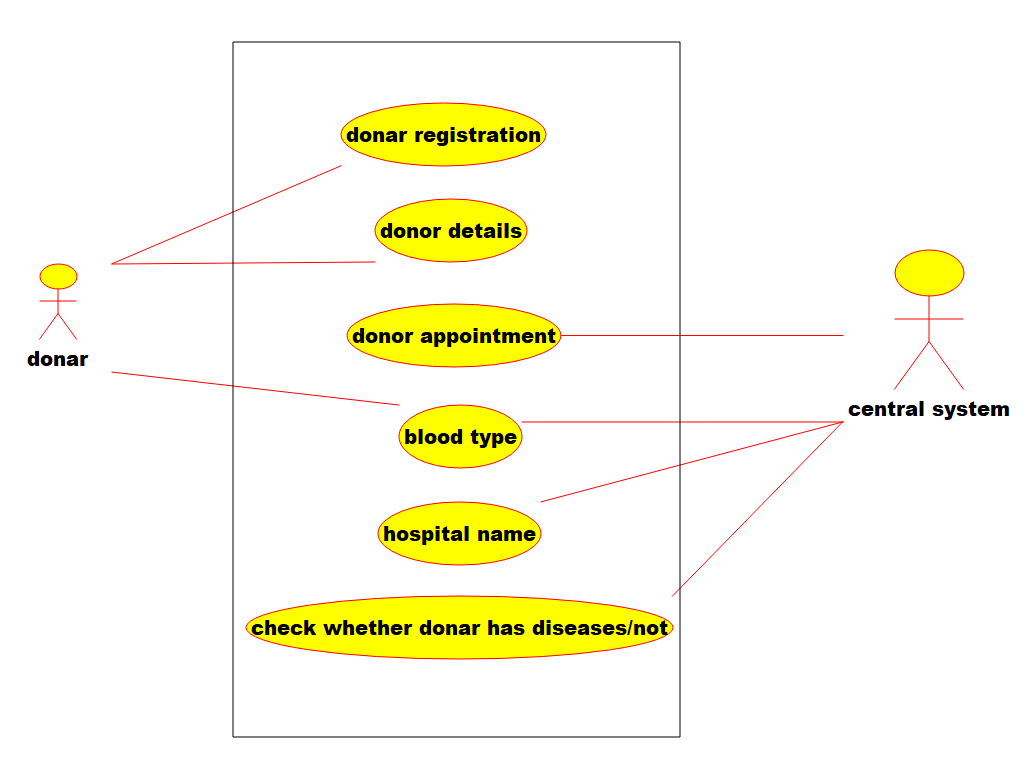 donar registration
donor details
donor appointment
donar
central system
blood type
hospital name
check whether donar has diseases/not